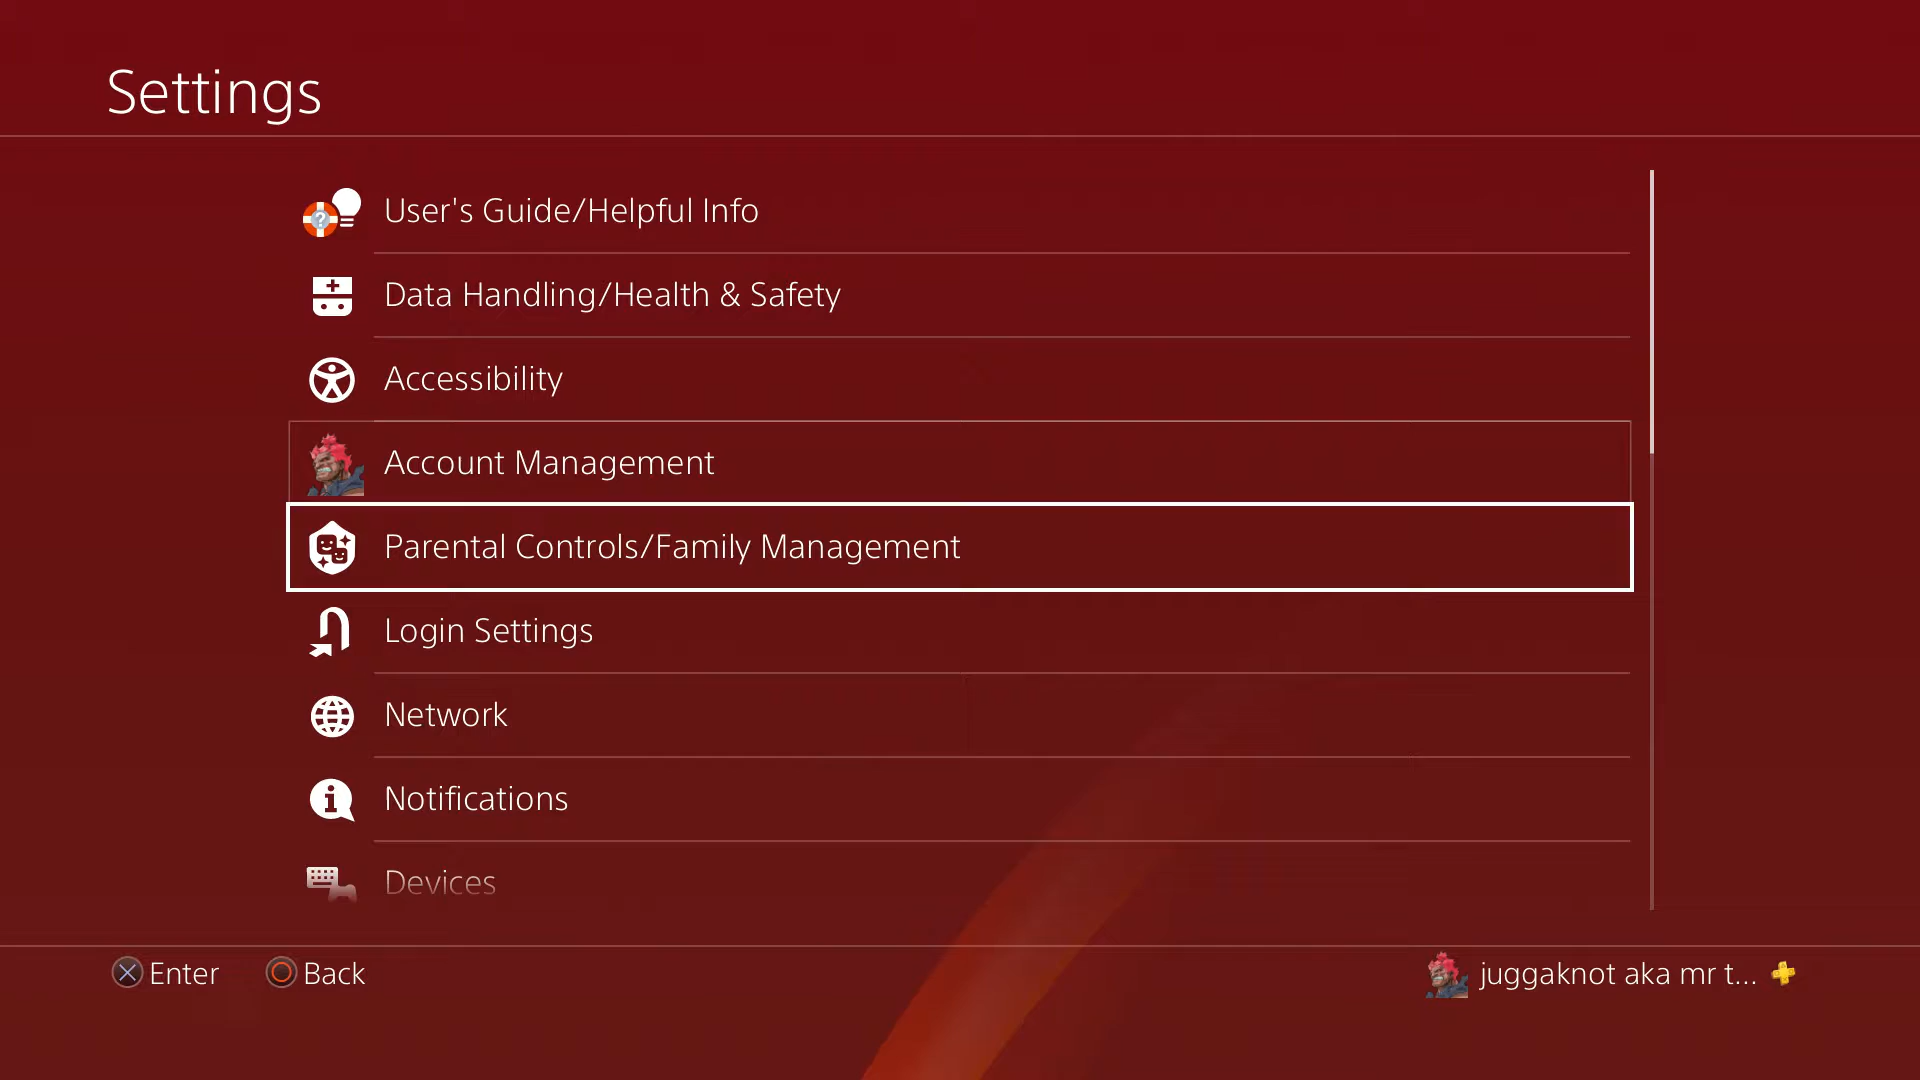 Settings
User's Guide/Helpful Info
Data Handling/Health & Safety
Accessibility
Account Management
Parental Controls/Family Management
Login Settings
Network
Notifications
Devices
Enter
Back
juggaknot aka mr t...